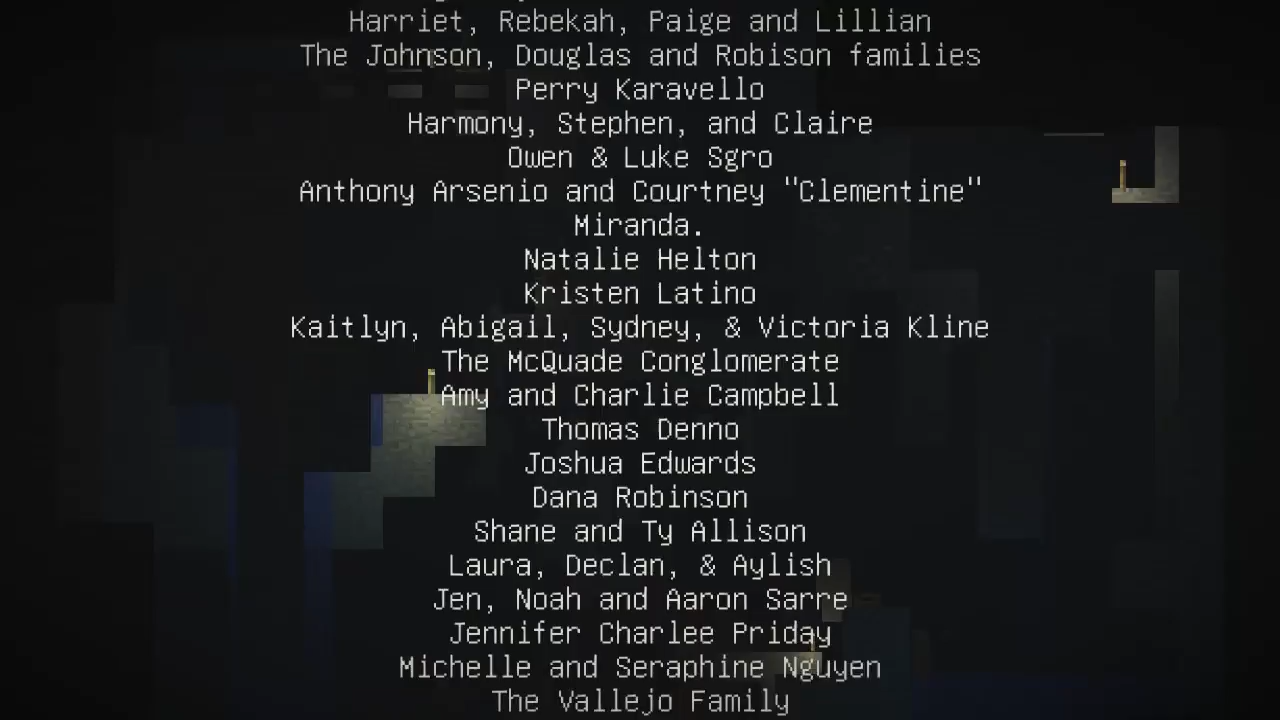 Harriet, Rebekah, Paige and Lillian
The Johnson, Douglas and Robison families
Perry Karavello
Harmony, Stephen, and Claire
Owen & Luke Sgro
Anthony Arsenio and Courtney "Clementine"
Miranda.
Natalie Helton
Kristen Latino
Kaitlyn, Abigail, Sydney, & Victoria Kline
The McQuade Conglomerate
Amy and Charlie Campbell
Thomas Denno
Joshua Edwards
Dana Robinson
Shane and Ty Allison
Laura, Declan, & Aylish
Jen, Noah and Aaron Sarre
Jennifer Charlee Priday
Michelle and Seraphine Nguyen
The Vallejo Family